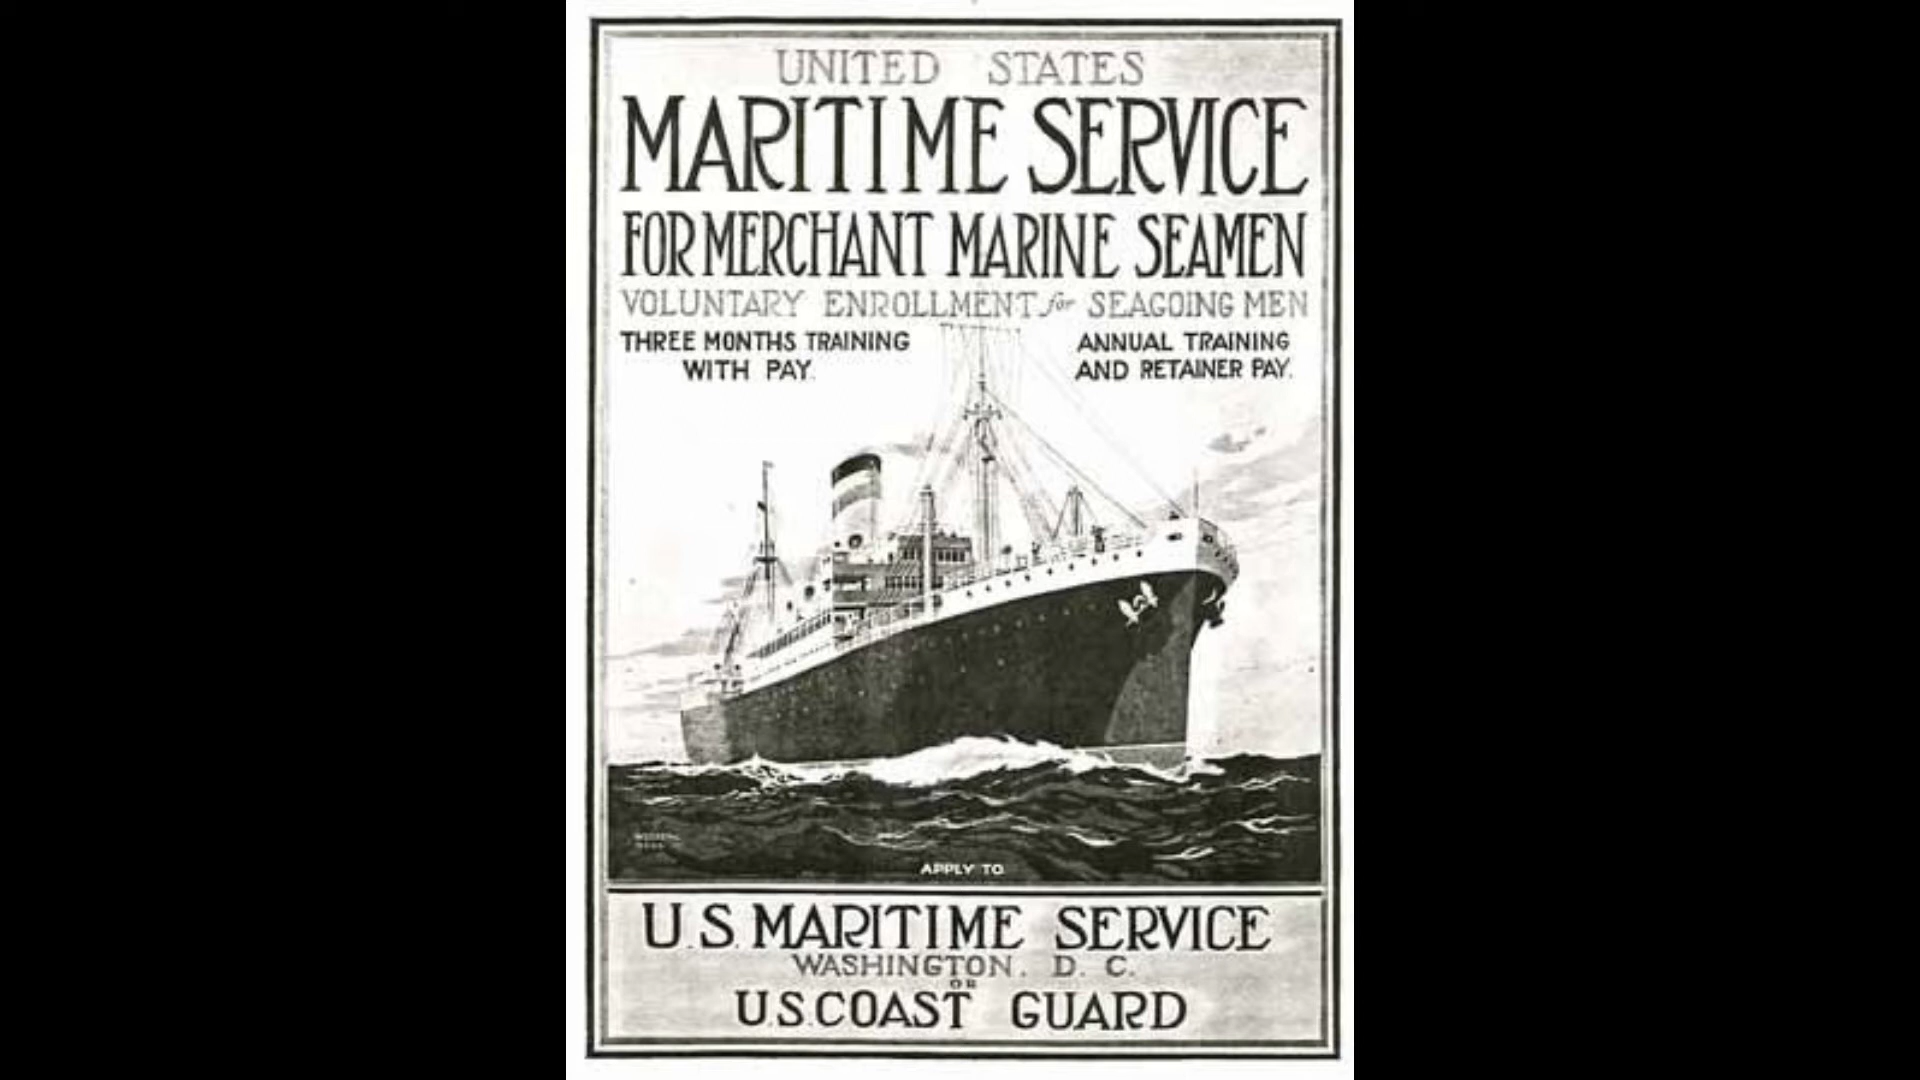 UNITED STATES
MARITIME SERVICE
FOR MERCHANT MARINE SEAMEN
VOLUNTARY ENROLLMENT for SEAGOING MEN
THREE MONTHS TRAINING
WITH PAY.
ANNUAL TRAINING
AND RETAINER PAY.
APPLY TO
U.S. MARITIME SERVICE
WASHINGTON, D. C.
OR
U.S. COAST GUARD